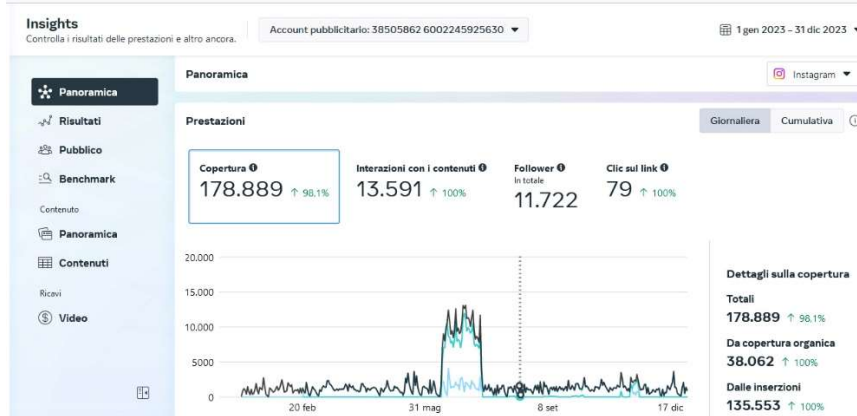 Insights
Controlla i risultati delle prestazioni e altro ancora.
Account pubblicitario: 38505862 6002245925630
1 gen 2023 – 31 dic 2023
Panoramica
Risultati
Pubblico
Benchmark
Contenuto
Panoramica
Contenuti
Ricavi
Video
Panoramica
Instagram
Prestazioni
Giornaliera
Cumulativa
Copertura
178.889 ↑ 98.1%
Interazioni con i contenuti
13.591 ↑ 100%
Follower
In totale
11.722
Clic sul link
79 ↑ 100%
20.000
15.000
10.000
5000
0
20 feb
31 mag
8 set
17 dic
Dettagli sulla copertura
Totali
178.889 ↑ 98.1%
Da copertura organica
38.062 ↑ 100%
Dalle inserzioni
135.553 ↑ 100%